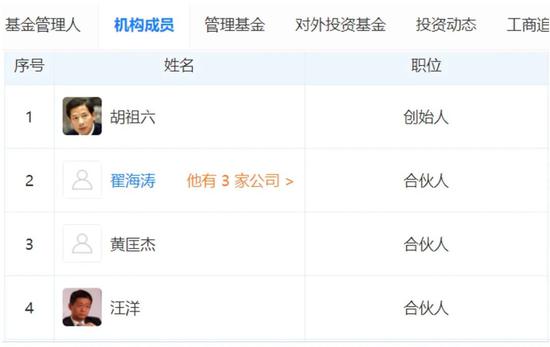 基金管理人 机构成员 管理基金 对外投资基金 投资动态 工商追
序号 姓名 职位
1 胡祖六 创始人
2 翟海涛 他有 3 家公司 > 合伙人
3 黄匡杰 合伙人
4 汪洋 合伙人